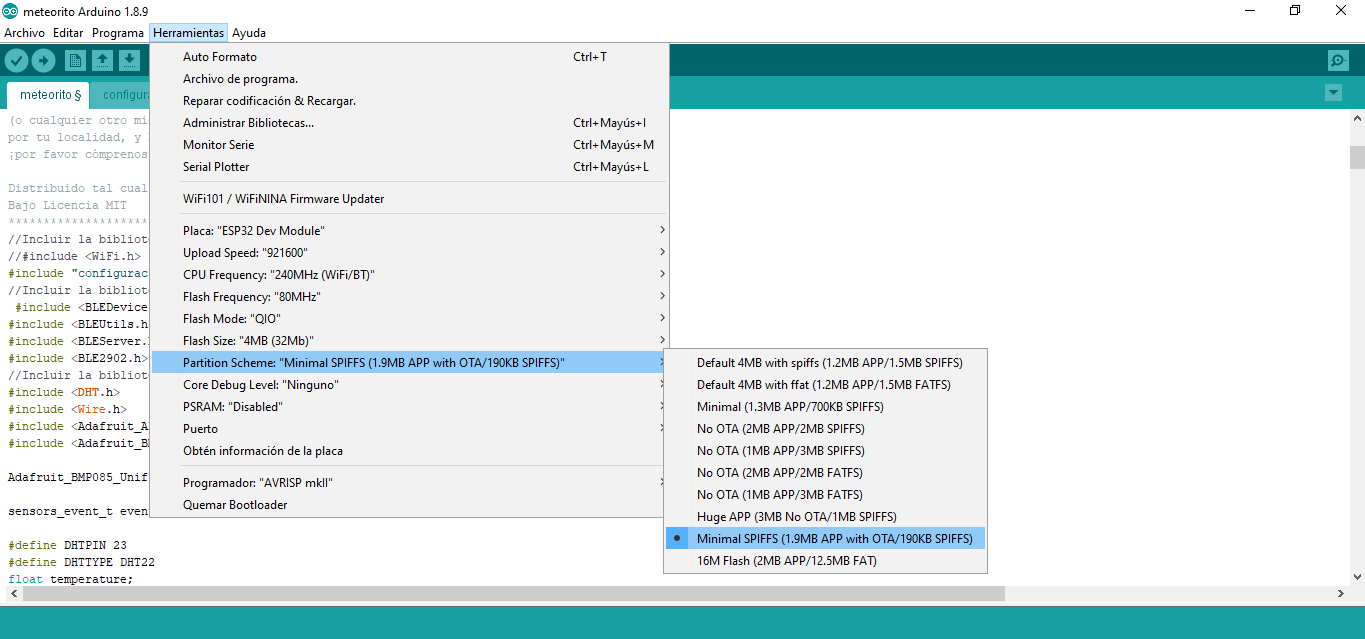 meteorito Arduino 1.8.9
Archivo Editar Programa Herramientas Ayuda
meteorito §
configura
Auto Formato Ctrl+T
Archivo de programa.
Reparar codificación & Recargar.
Administrar Bibliotecas... Ctrl+Mayús+I
Monitor Serie Ctrl+Mayús+M
Serial Plotter Ctrl+Mayús+L
WiFi101 / WiFiNINA Firmware Updater
Placa: "ESP32 Dev Module"
Upload Speed: "921600"
CPU Frequency: "240MHz (WiFi/BT)"
Flash Frequency: "80MHz"
Flash Mode: "QIO"
Flash Size: "4MB (32Mb)"
Partition Scheme: "Minimal SPIFFS (1.9MB APP with OTA/190KB SPIFFS)"
Core Debug Level: "Ninguno"
PSRAM: "Disabled"
Puerto
Obtén información de la placa
Programador: "AVRISP mkII"
Quemar Bootloader
Default 4MB with spiffs (1.2MB APP/1.5MB SPIFFS)
Default 4MB with ffat (1.2MB APP/1.5MB FATFS)
Minimal (1.3MB APP/700KB SPIFFS)
No OTA (2MB APP/2MB SPIFFS)
No OTA (1MB APP/3MB SPIFFS)
No OTA (2MB APP/2MB FATFS)
No OTA (1MB APP/3MB FATFS)
Huge APP (3MB No OTA/1MB SPIFFS)
Minimal SPIFFS (1.9MB APP with OTA/190KB SPIFFS)
16M Flash (2MB APP/12.5MB FAT)
(o cualquier otro mi
por tu localidad, y
¡por favor cómprenos
Distribuido tal cual
Bajo Licencia MIT
*********************
//Incluir la bibliot
//#include <WiFi.h>
#include "configurac
//Incluir la bibliot
#include <BLEDevice
#include <BLEUtils.h
#include <BLEServer.
#include <BLE2902.h>
//Incluir la bibliot
#include <DHT.h>
#include <Wire.h>
#include <Adafruit_A
#include <Adafruit_B
Adafruit_BMP085_Unif
sensors_event_t even
#define DHTPIN 23
#define DHTTYPE DHT22
float temperature;